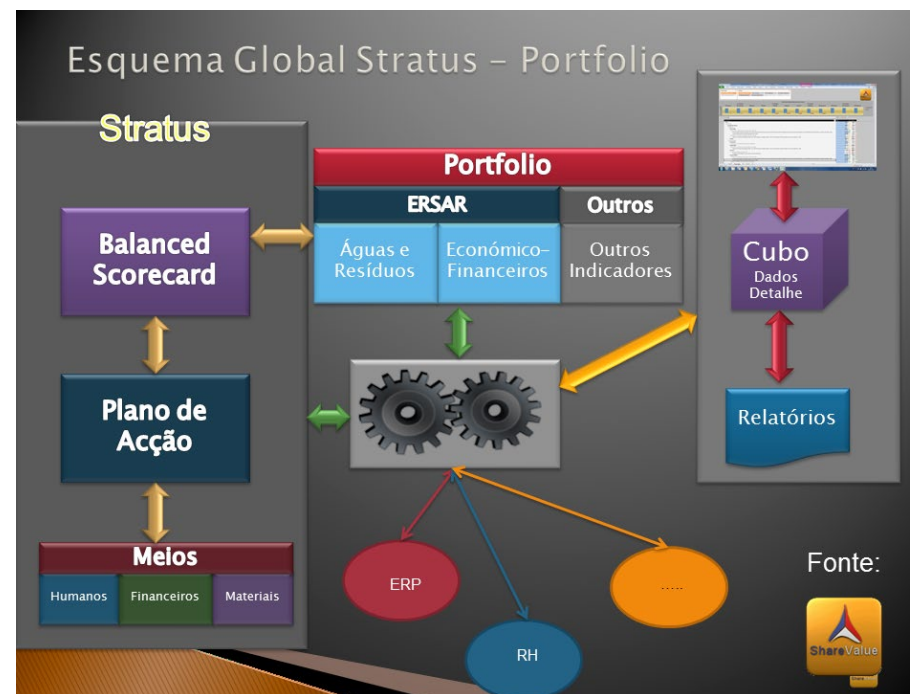 Esquema Global Stratus – Portfolio
Stratus
Balanced
Scorecard
Plano de
Acção
Meios
Humanos
Financeiros
Materiais
Portfolio
ERSAR
Outros
Águas e
Resíduos
Económico-
Financeiros
Outros
Indicadores
ERP
RH
.....
Cubo
Dados
Detalhe
Relatórios
Fonte:
ShareValue